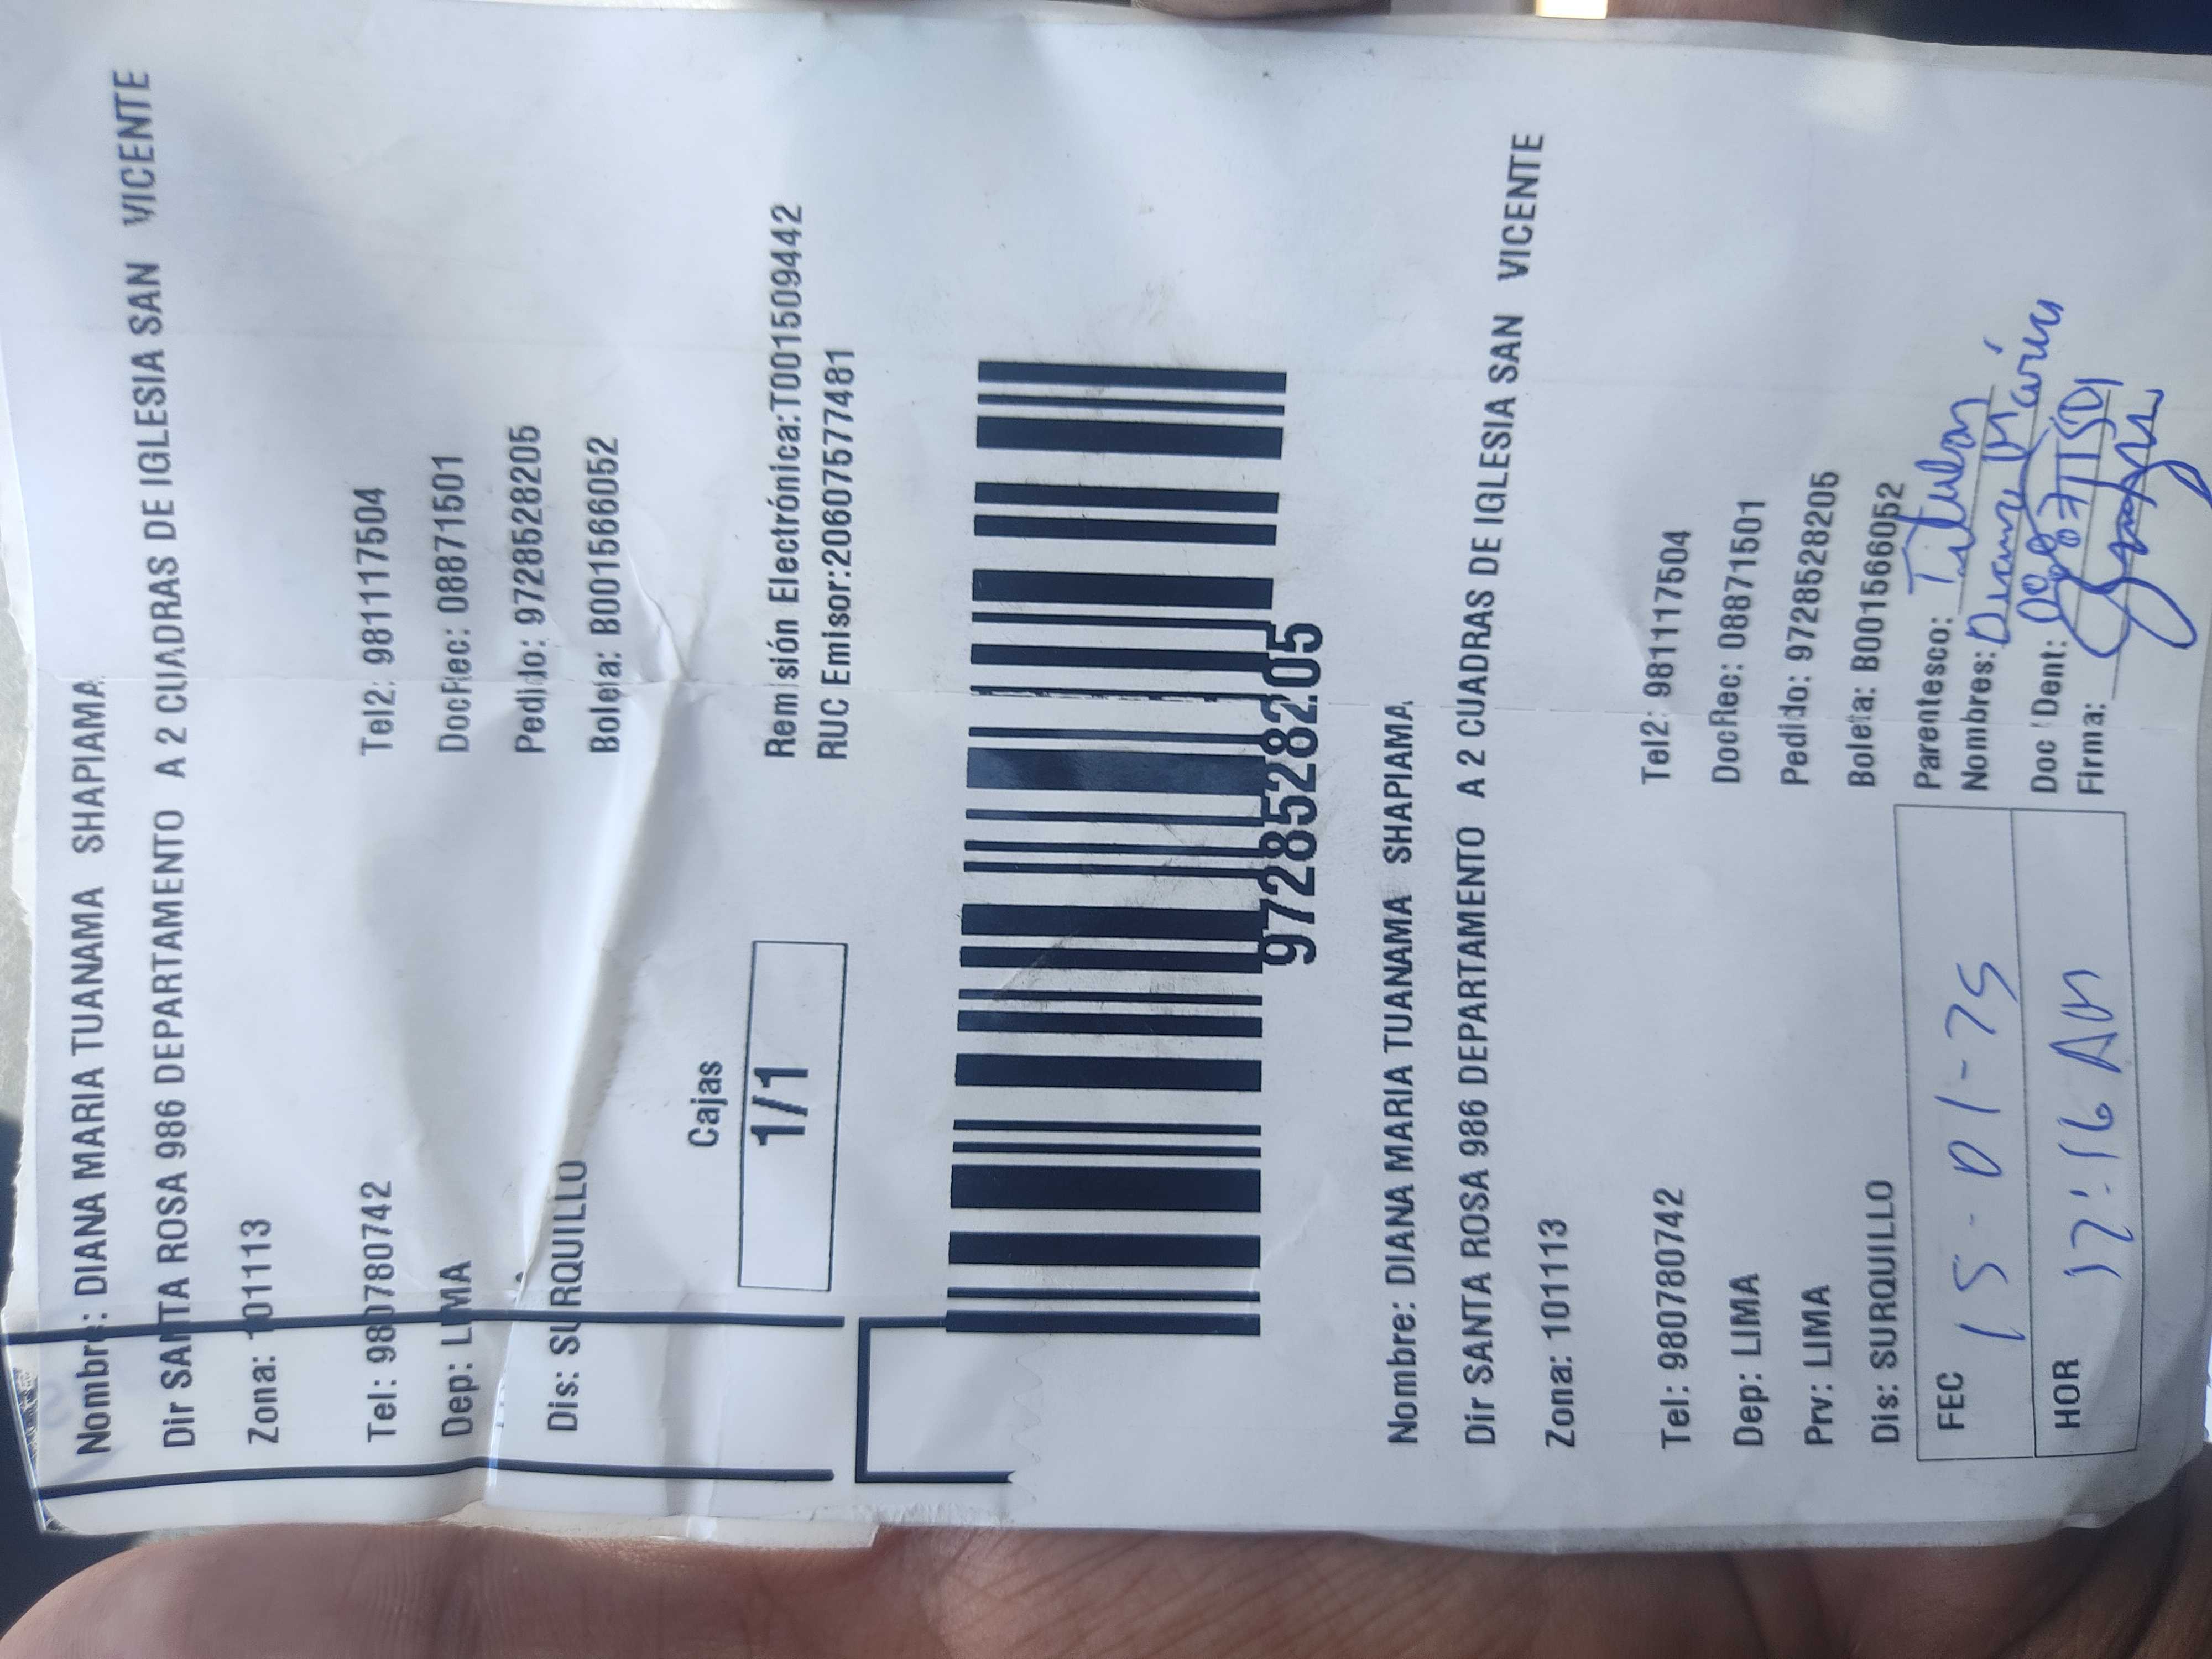 Nombre: DIANA MARIA TUANAMA SHAPIAMA
Dir SANTA ROSA 986 DEPARTAMENTO A 2 CUADRAS DE IGLESIA SAN VICENTE
Zona: 101113
Tel: 980780742 Tel2: 981117504
Dep: LIMA DocRec: 08871501
Pedido: 9728528205
Dis: SURQUILLO Boleta: B001566052
Cajas
1/1
Remisión Electrónica:T001509442
RUC Emisor:20607577481
9728528205
Nombre: DIANA MARIA TUANAMA SHAPIAMA
Dir SANTA ROSA 986 DEPARTAMENTO A 2 CUADRAS DE IGLESIA SAN VICENTE
Zona: 101113
Tel: 980780742 Tel2: 981117504
Dep: LIMA DocRec: 08871501
Prv: LIMA Pedido: 9728528205
Dis: SURQUILLO Boleta: B001566052
Parentesco: Titular
FEC 15-01-25 Nombres: Diana María
Doc Dent: 08871501
HOR 12:16 AM Firma: